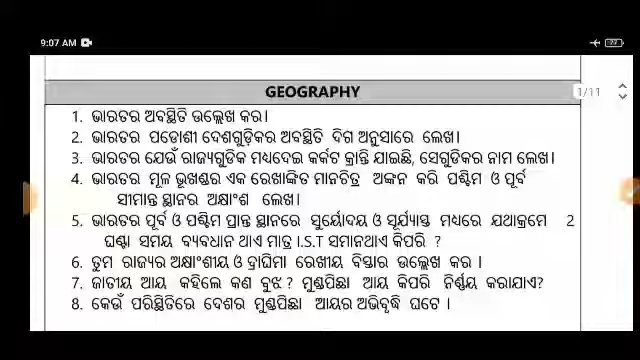 9:07 AM
77
GEOGRAPHY
1/11
1. ଭାରତର ଅବସ୍ଥିତି ଉଲ୍ଲେଖ କର।
2. ଭାରତର ପଡୋଶୀ ଦେଶଗୁଡ଼ିକର ଅବସ୍ଥିତି ଦିଗ ଅନୁସାରେ ଲେଖ।
3. ଭାରତର ଯେଉଁ ରାଜ୍ୟଗୁଡିକ ମଧ୍ୟଦେଇ କର୍କଟ କ୍ରାନ୍ତି ଯାଇଛି, ସେଗୁଡିକର ନାମ ଲେଖ।
4. ଭାରତର ମୂଳ ଭୂଖଣ୍ଡର ଏକ ରେଖାଙ୍କିତ ମାନଚିତ୍ର ଅଙ୍କନ କରି ପଶ୍ଚିମ ଓ ପୂର୍ବ
ସୀମାନ୍ତ ସ୍ଥାନର ଅକ୍ଷାଂଶ ଲେଖ।
5. ଭାରତର ପୂର୍ବ ଓ ପଶ୍ଚିମ ପ୍ରାନ୍ତ ସ୍ଥାନରେ ସୁର୍ଯୋଦୟ ଓ ସୂର୍ଯ୍ୟାସ୍ତ ମଧ୍ୟରେ ଯଥାକ୍ରମେ 2
ଘଣ୍ଟା ସମୟ ବ୍ୟବଧାନ ଥାଏ ମାତ୍ର I.S.T ସମାନଥାଏ କିପରି ?
6. ତୁମ ରାଜ୍ୟର ଅକ୍ଷାଂଶୀୟ ଓ ଦ୍ରାଘିମା ରେଖୀୟ ବିସ୍ତାର ଉଲ୍ଲେଖ କର ।
7. ଜାତୀୟ ଆୟ କହିଲେ କଣ ବୁଝ ? ମୁଣ୍ଡପିଛା ଆୟ କିପରି ନିର୍ଣ୍ଣୟ କରାଯାଏ?
8. କେଉଁ ପରିସ୍ଥିତିରେ ଦେଶର ମୁଣ୍ଡପିଛା ଆୟର ଅଭିବୃଦ୍ଧି ଘଟେ ।